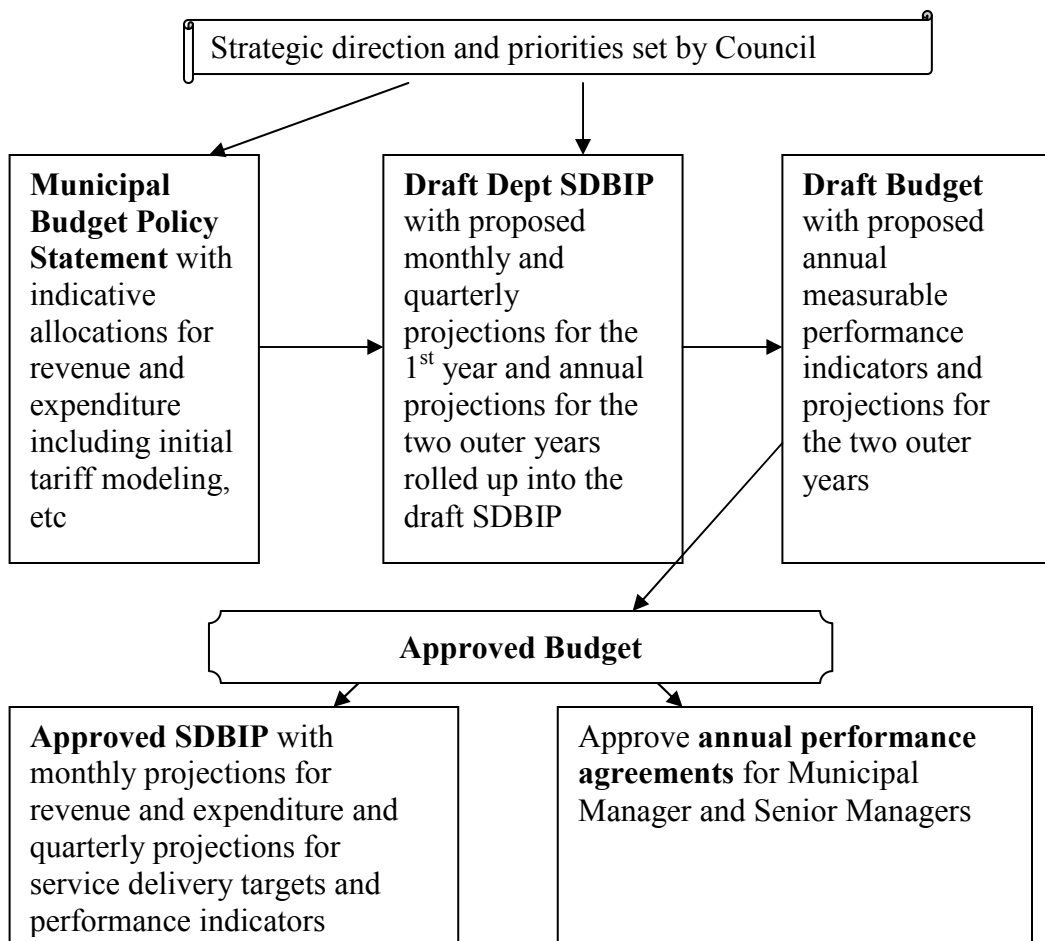 Strategic direction and priorities set by Council
Municipal
Budget Policy
Statement with
indicative
allocations for
revenue and
expenditure
including initial
tariff modeling,
etc
Draft Dept SDBIP
with proposed
monthly and
quarterly
projections for the
1st year and annual
projections for the
two outer years
rolled up into the
draft SDBIP
Draft Budget
with proposed
annual
measurable
performance
indicators and
projections for
the two outer
years
Approved Budget
Approved SDBIP with
monthly projections for
revenue and expenditure and
quarterly projections for
service delivery targets and
performance indicators
Approve annual performance
agreements for Municipal
Manager and Senior Managers